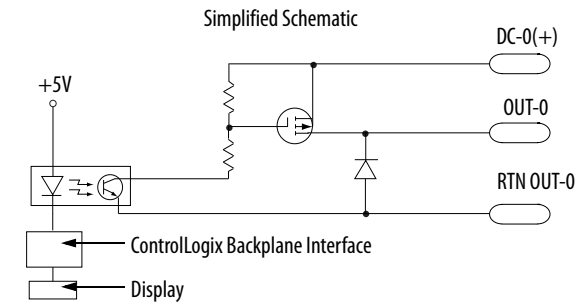 Simplified Schematic
DC-0(+)
+5V
OUT-0
RTN OUT-0
ControlLogix Backplane Interface
Display